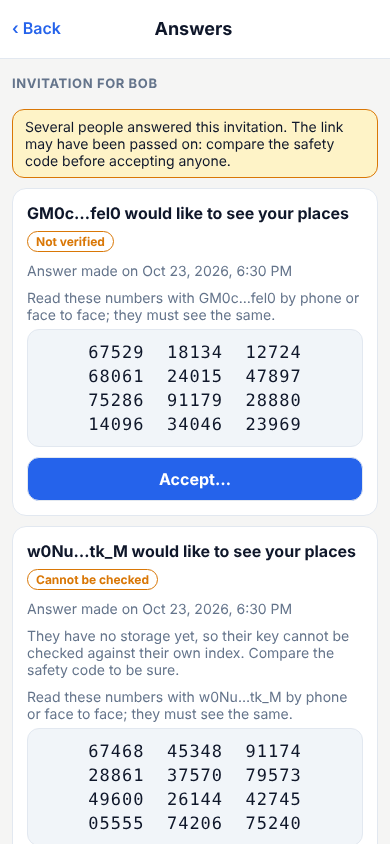 ‹ Back
Answers
INVITATION FOR BOB
Several people answered this invitation. The link
may have been passed on: compare the safety
code before accepting anyone.
GM0c...fel0 would like to see your places
Not verified
Answer made on Oct 23, 2026, 6:30 PM
Read these numbers with GM0c...fel0 by phone or
face to face; they must see the same.
67529 18134 12724
68061 24015 47897
75286 91179 28880
14096 34046 23969
Accept...
w0Nu...tk_M would like to see your places
Cannot be checked
Answer made on Oct 23, 2026, 6:30 PM
They have no storage yet, so their key cannot be
checked against their own index. Compare the
safety code to be sure.
Read these numbers with w0Nu...tk_M by phone
or face to face; they must see the same.
67468 45348 91174
28861 37570 79573
49600 26144 42745
05555 74206 75240